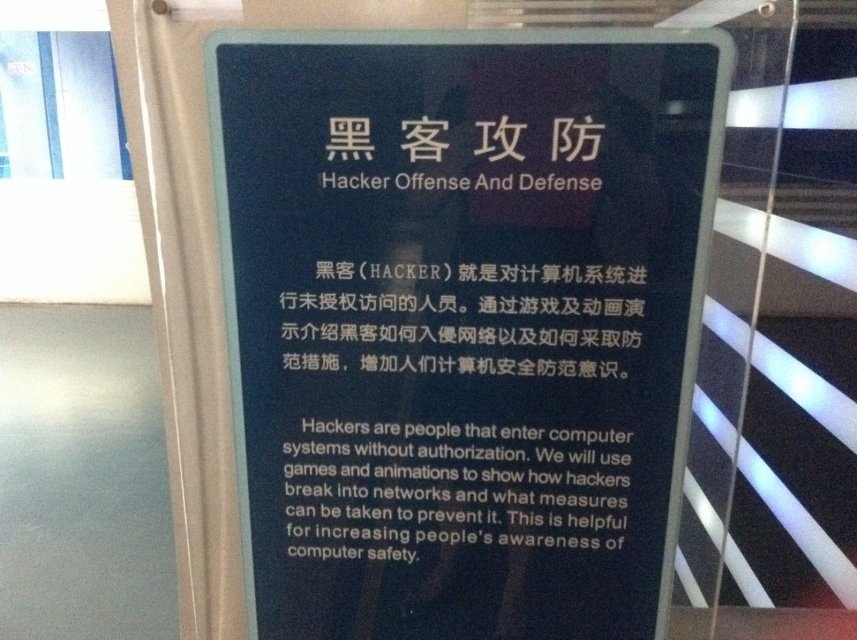 黑客攻防
Hacker Offense And Defense
黑客(HACKER)就是对计算机系统进
行未授权访问的人员。通过游戏及动画演
示介绍黑客如何入侵网络以及如何采取防
范措施，增加人们计算机安全防范意识。
Hackers are people that enter computer
systems without authorization. We will use
games and animations to show how hackers
break into networks and what measures
can be taken to prevent it. This is helpful
for increasing people's awareness of
computer safety.